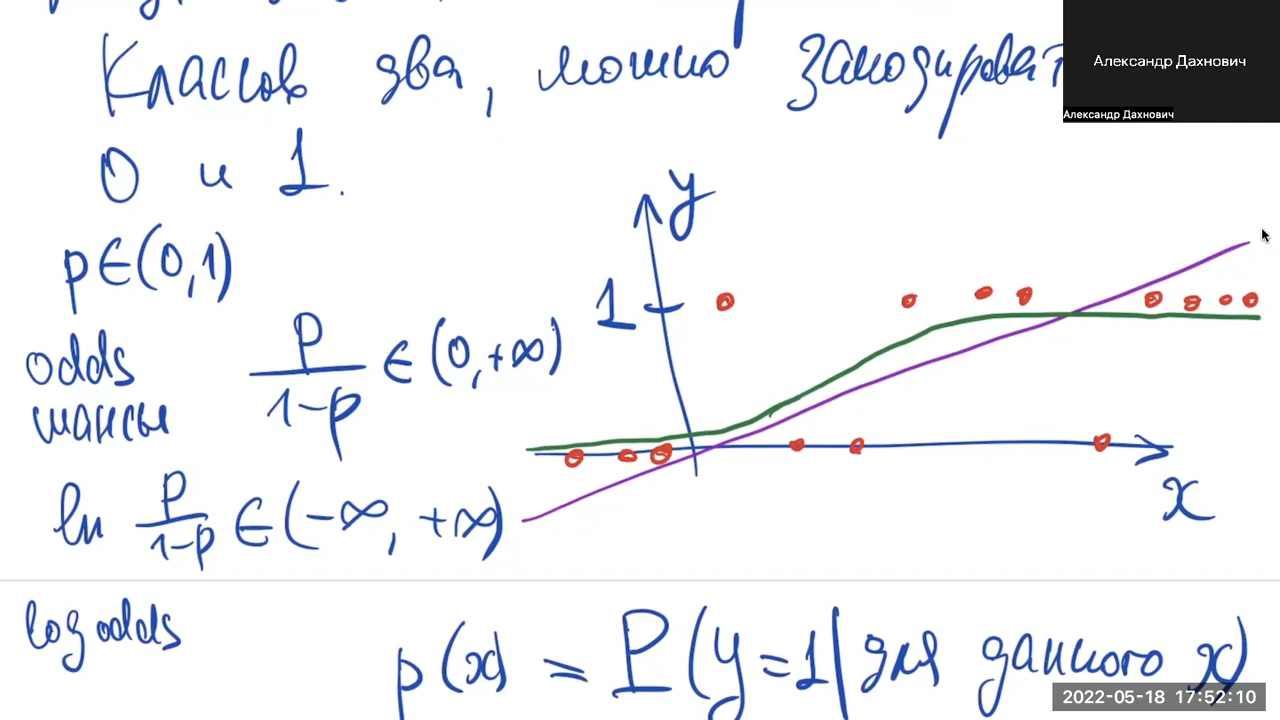 Классов два, можно закодировать
0 и 1.
p∈(0,1)
odds
шансы
p/(1-p) ∈ (0,+∞)
ln p/(1-p) ∈ (-∞, +∞)
y
1
x
log odds
p(x) = P(y=1| для данного x)
Александр Дахнович
Александр Дахнович
2022-05-18 17:52:10